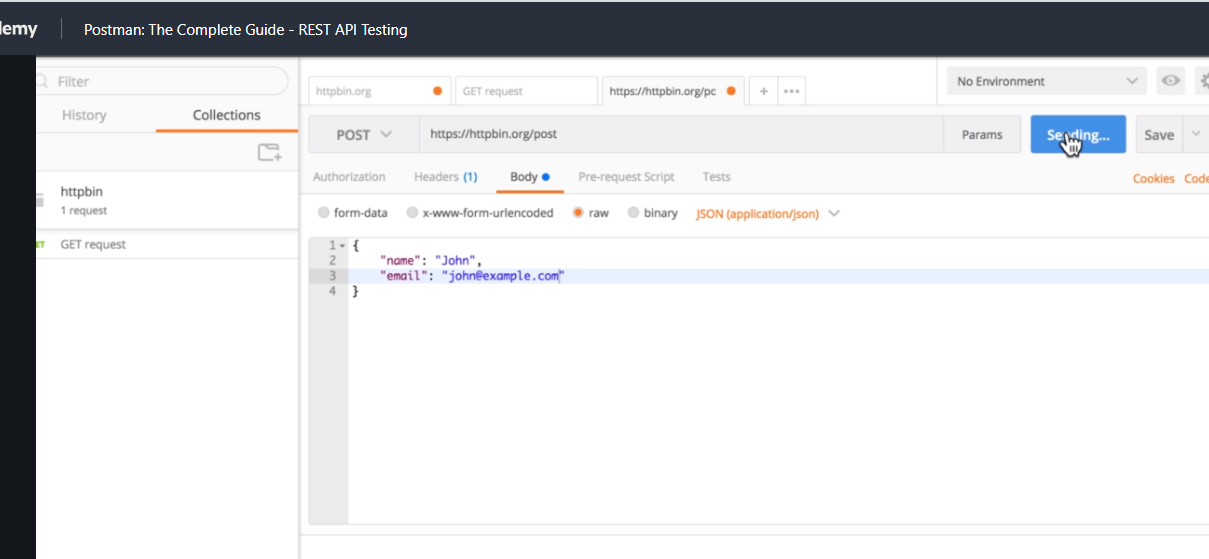 demy Postman: The Complete Guide - REST API Testing
Filter
History Collections
httpbin
1 request
GET request
httpbin.org GET request https://httpbin.org/pc + ••• No Environment
POST https://httpbin.org/post Params Sending... Save
Authorization Headers (1) Body Pre-request Script Tests Cookies Code
form-data x-www-form-urlencoded raw binary JSON (application/json)
1 {
2 "name": "John",
3 "email": "john@example.com"
4 }